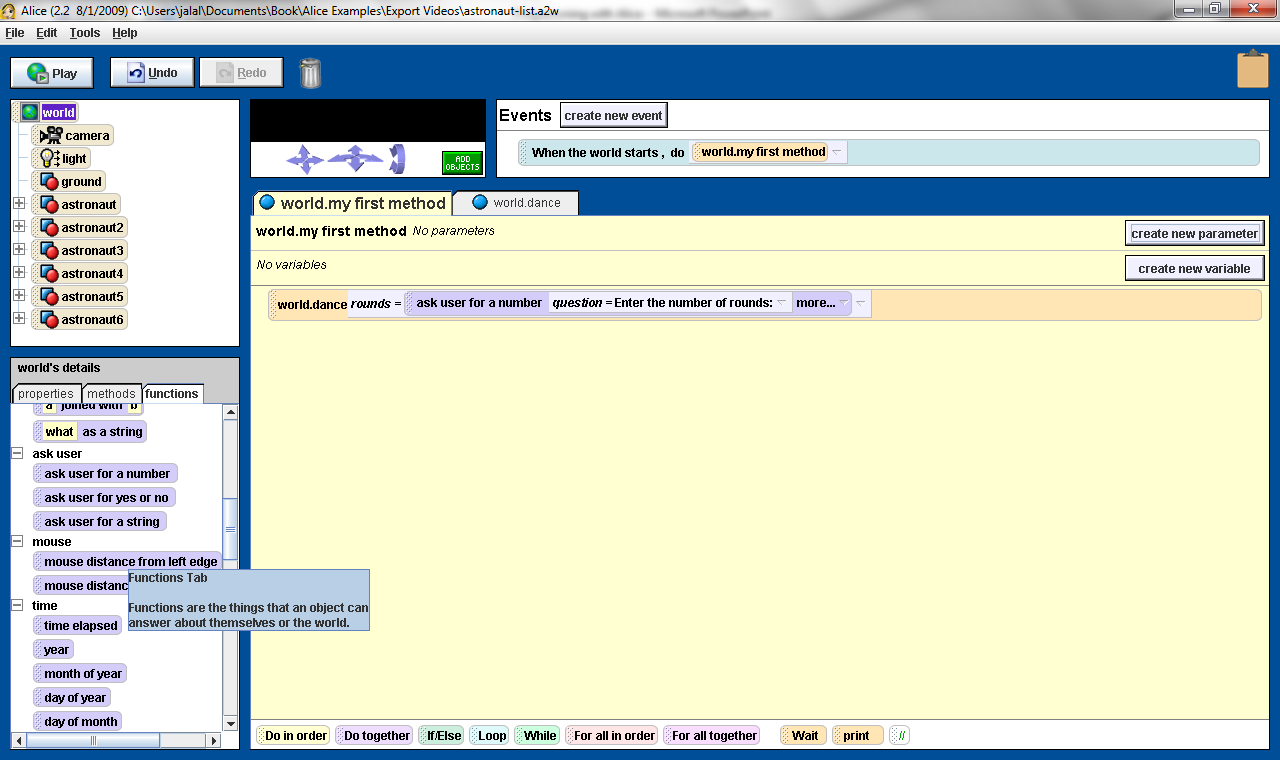 Alice (2.2 8/1/2009) C:\Users\jalal\Documents\Book\Alice Examples\Export Videos\astronaut-list.a2w
File Edit Tools Help
Play Undo Redo
world
camera
light
ground
astronaut
astronaut2
astronaut3
astronaut4
astronaut5
astronaut6
ADD
OBJECTS
Events create new event
When the world starts , do world.my first method
world's details
properties methods functions
a joined with b
what as a string
ask user
ask user for a number
ask user for yes or no
ask user for a string
mouse
mouse distance from left edge
mouse distanc
time
time elapsed
year
month of year
day of year
day of month
Functions Tab
Functions are the things that an object can
answer about themselves or the world.
world.my first method world.dance
world.my first method No parameters create new parameter
No variables create new variable
world.dance rounds = ask user for a number question = Enter the number of rounds: more...
Do in order Do together If/Else Loop While For all in order For all together Wait print //